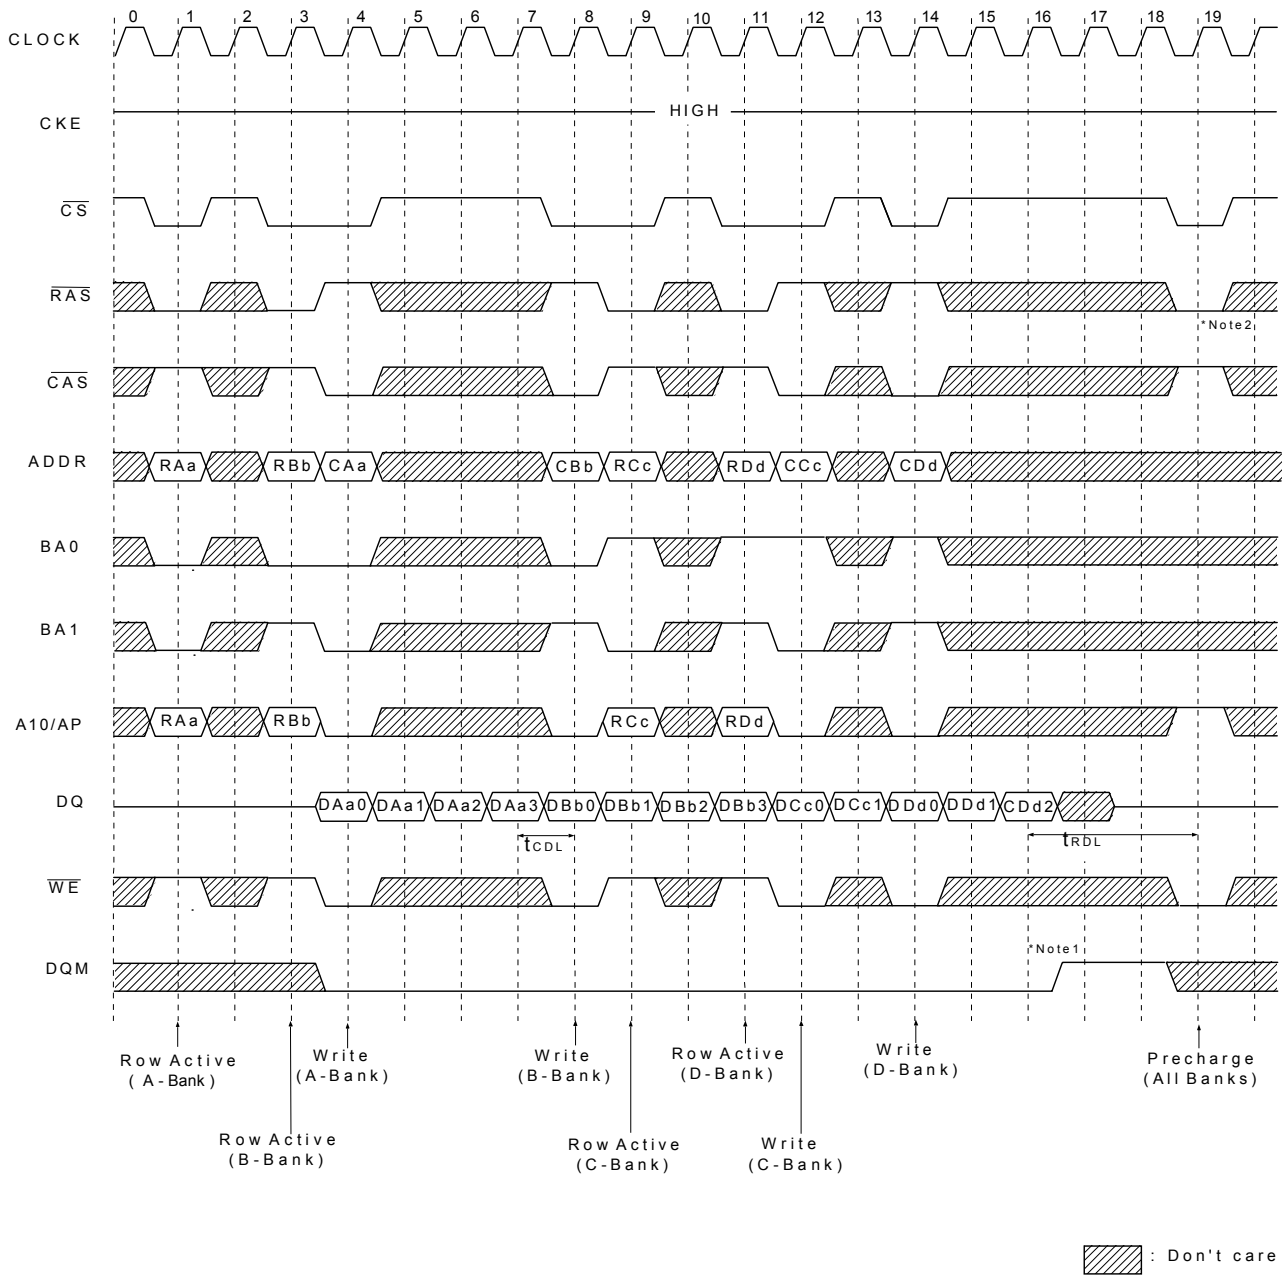 0 1 2 3 4 5 6 7 8 9 10 11 12 13 14 15 16 17 18 19
CLOCK
HIGH
CKE
CS
RAS
*Note2
CAS
ADDR RAa RBb CAa CBb RCc RDd CCc CDd
BA0
BA1
A10/AP RAa RBb RCc RDd
DQ DAa0 DAa1 DAa2 DAa3 DBb0 DBb1 DBb2 DBb3 DCc0 DCc1 DDd0 DDd1 CDd2
tCDL tRDL
WE
*Note1
DQM
Row Active
(A-Bank)
Write
(A-Bank)
Write
(B-Bank)
Row Active
(D-Bank)
Write
(D-Bank)
Precharge
(All Banks)
Row Active
(B-Bank)
Row Active
(C-Bank)
Write
(C-Bank)
: Don't care